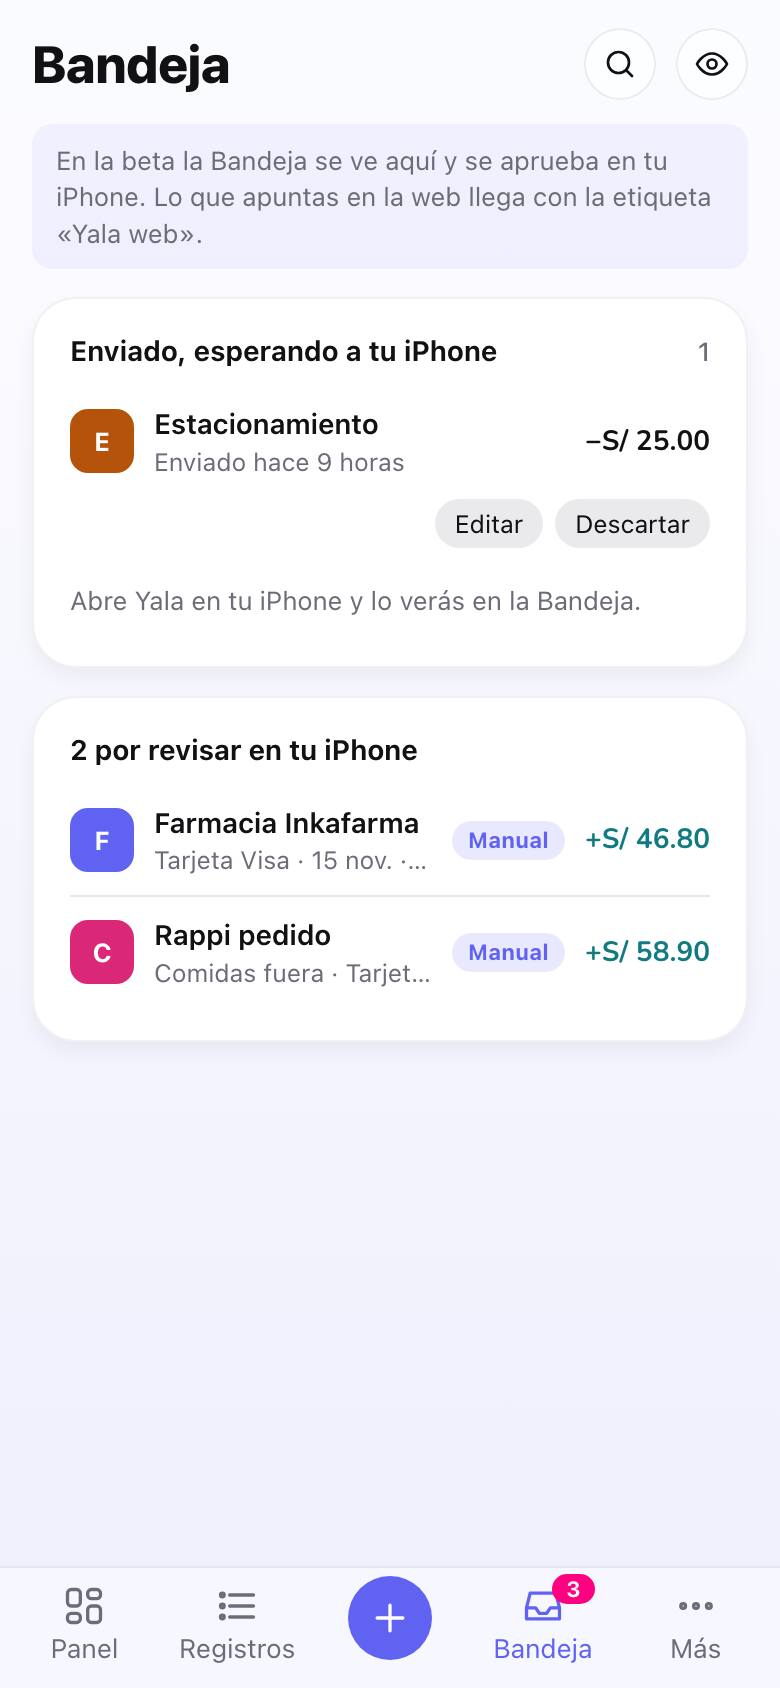 Bandeja
En la beta la Bandeja se ve aquí y se aprueba en tu
iPhone. Lo que apuntas en la web llega con la etiqueta
«Yala web».
Enviado, esperando a tu iPhone 1
E Estacionamiento –S/ 25.00
Enviado hace 9 horas
Editar Descartar
Abre Yala en tu iPhone y lo verás en la Bandeja.
2 por revisar en tu iPhone
F Farmacia Inkafarma Manual +S/ 46.80
Tarjeta Visa · 15 nov. ·...
C Rappi pedido Manual +S/ 58.90
Comidas fuera · Tarjet...
3
Panel Registros Bandeja Más